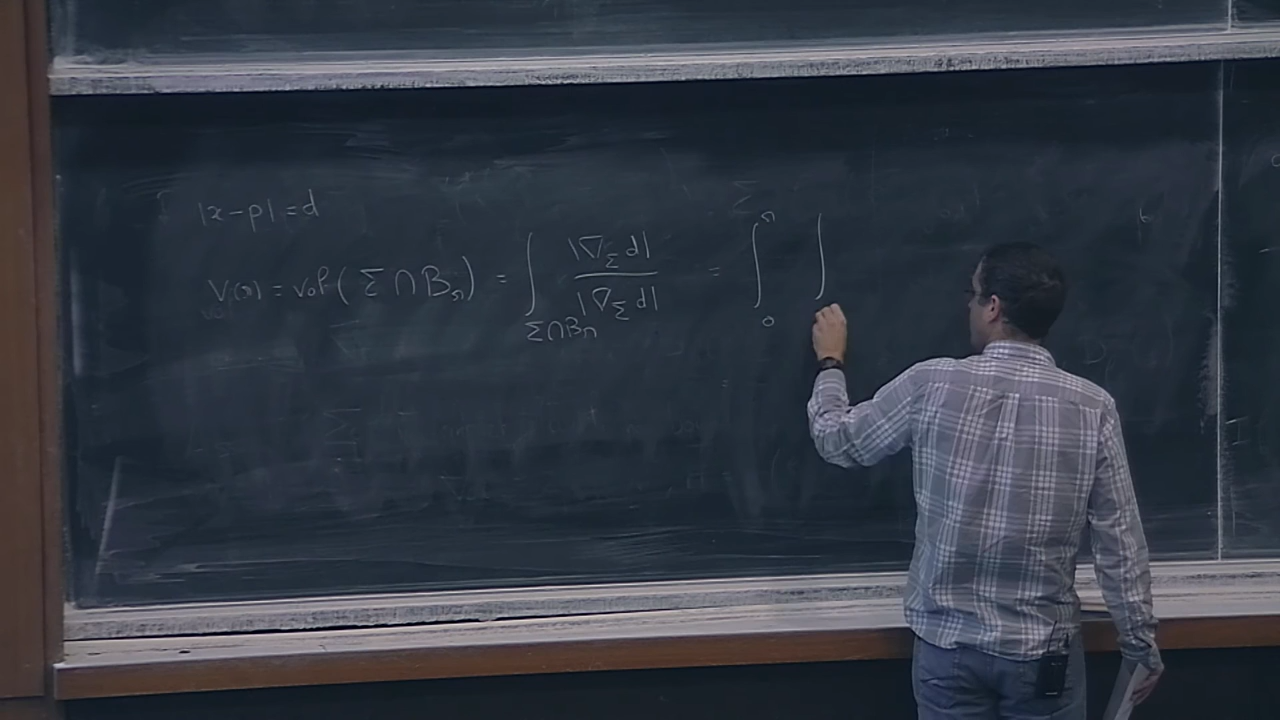 |x-p| = d
V(r) = vol(Σ ∩ B_r) = ∫_{Σ∩B_r} |∇_Σ d| / |∇_Σ d| = ∫_0^r ∫